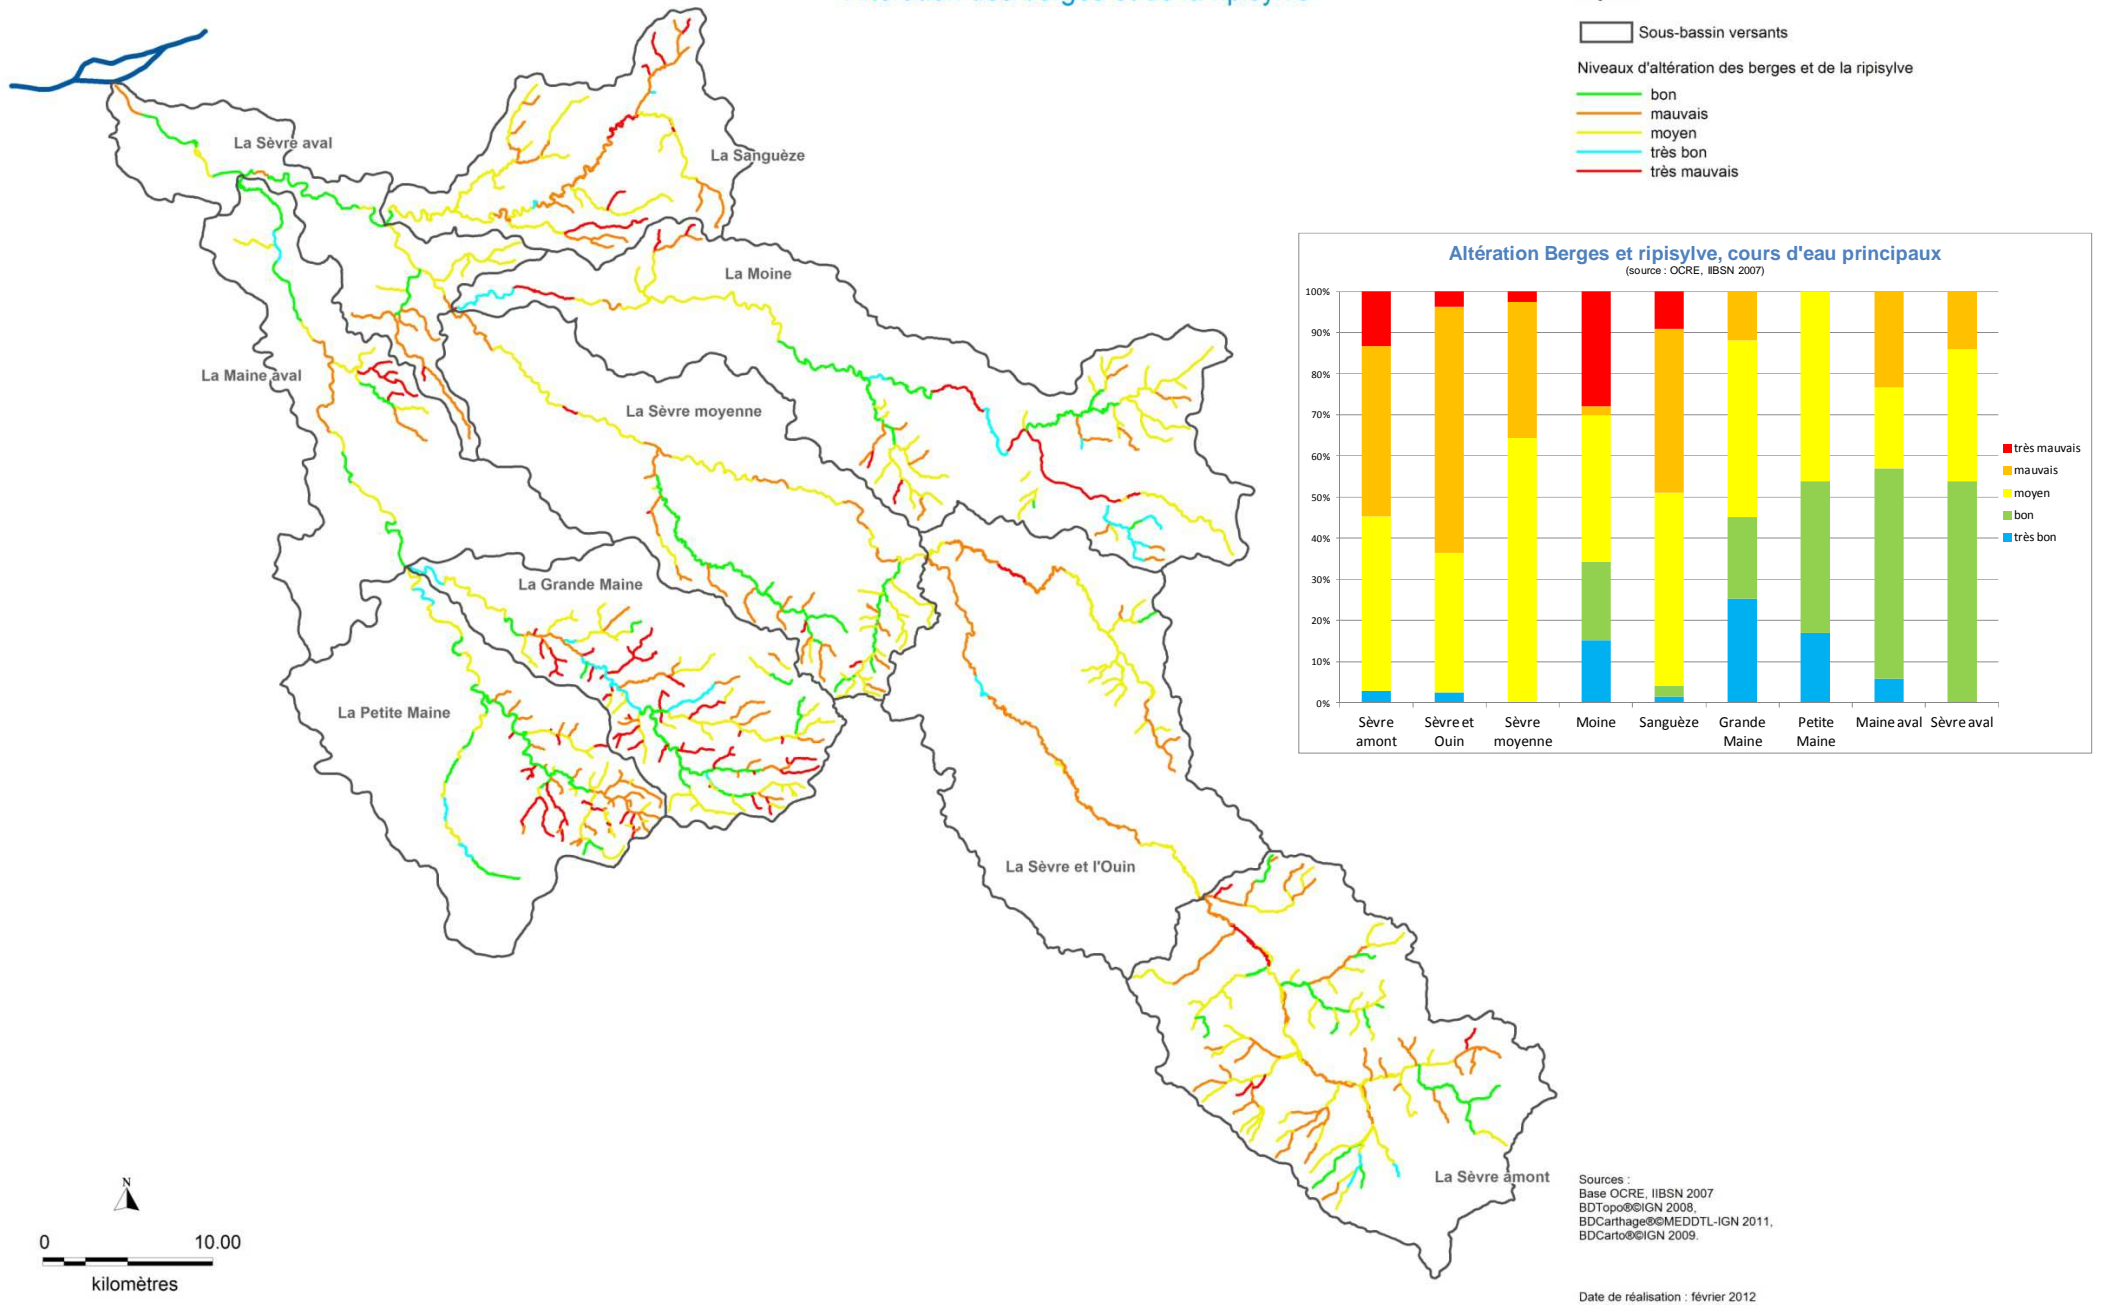 Sous-bassin versants
Niveaux d'altération des berges et de la ripisylve
bon
mauvais
moyen
très bon
très mauvais
La Sèvre aval
La Sanguèze
La Moine
La Maine aval
La Sèvre moyenne
La Grande Maine
La Petite Maine
La Sèvre et l'Ouin
La Sèvre amont
Altération Berges et ripisylve, cours d'eau principaux
(source : OCRE, IIBSN 2007)
100%
90%
80%
70%
60%
50%
40%
30%
20%
10%
0%
Sèvre amont
Sèvre et Ouin
Sèvre moyenne
Moine
Sanguèze
Grande Maine
Petite Maine
Maine aval
Sèvre aval
très mauvais
mauvais
moyen
bon
très bon
N
0 10.00
kilomètres
Sources :
Base OCRE, IIBSN 2007
BDTopo®©IGN 2008,
BDCarthage®©MEDDTL-IGN 2011,
BDCarto®©IGN 2009.
Date de réalisation : février 2012